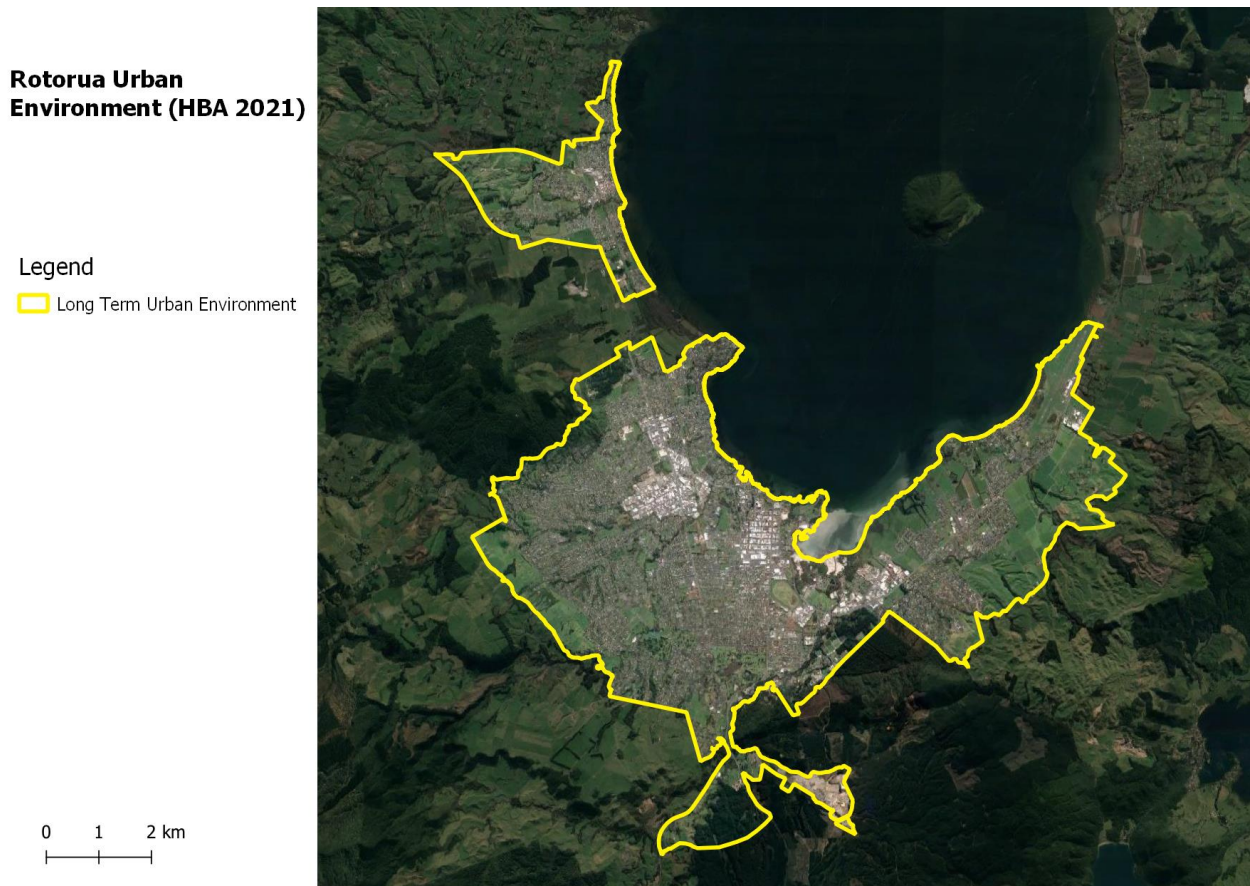 Rotorua Urban
Environment (HBA 2021)
Legend
Long Term Urban Environment
0 1 2 km